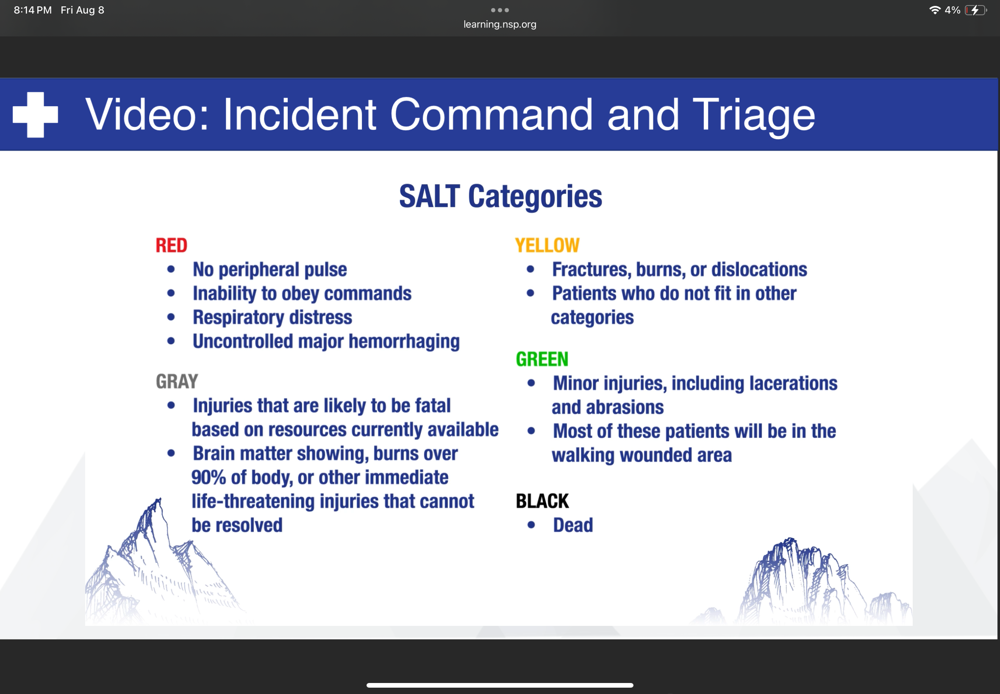 8:14 PM Fri Aug 8
4%
learning.nsp.org
Video: Incident Command and Triage
SALT Categories
RED
• No peripheral pulse
• Inability to obey commands
• Respiratory distress
• Uncontrolled major hemorrhaging
GRAY
• Injuries that are likely to be fatal
based on resources currently available
• Brain matter showing, burns over
90% of body, or other immediate
life-threatening injuries that cannot
be resolved
YELLOW
• Fractures, burns, or dislocations
• Patients who do not fit in other
categories
GREEN
• Minor injuries, including lacerations
and abrasions
• Most of these patients will be in the
walking wounded area
BLACK
• Dead